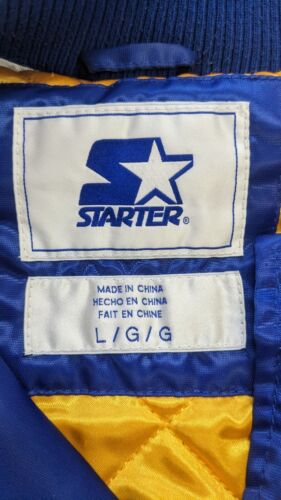 STARTER®
MADE IN CHINA
HECHO EN CHINA
FAIT EN CHINE
L/G/G